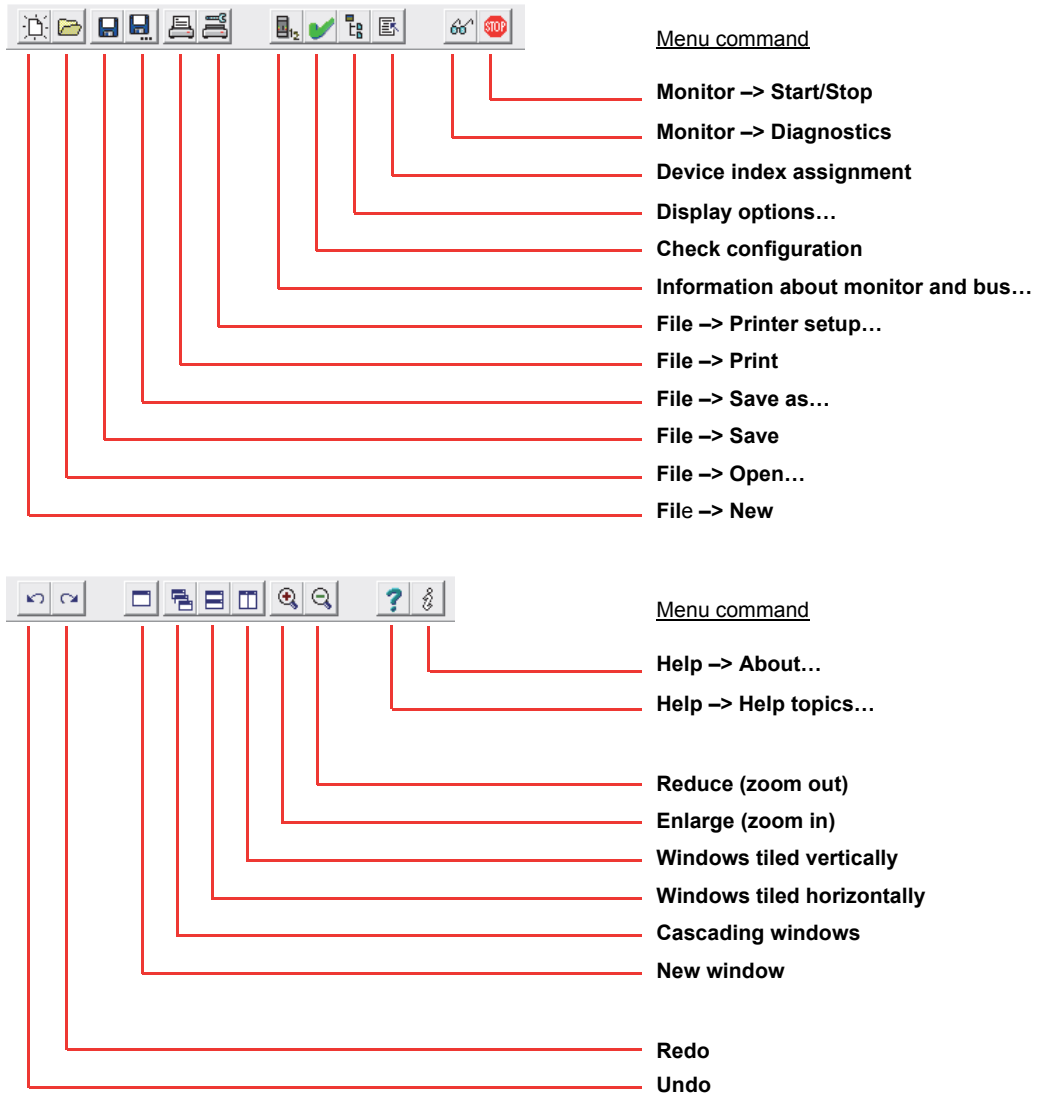 STOP
Menu command
Monitor –> Start/Stop
Monitor –> Diagnostics
Device index assignment
Display options…
Check configuration
Information about monitor and bus…
File –> Printer setup…
File –> Print
File –> Save as…
File –> Save
File –> Open…
File –> New
Menu command
Help –> About…
Help –> Help topics…
Reduce (zoom out)
Enlarge (zoom in)
Windows tiled vertically
Windows tiled horizontally
Cascading windows
New window
Redo
Undo